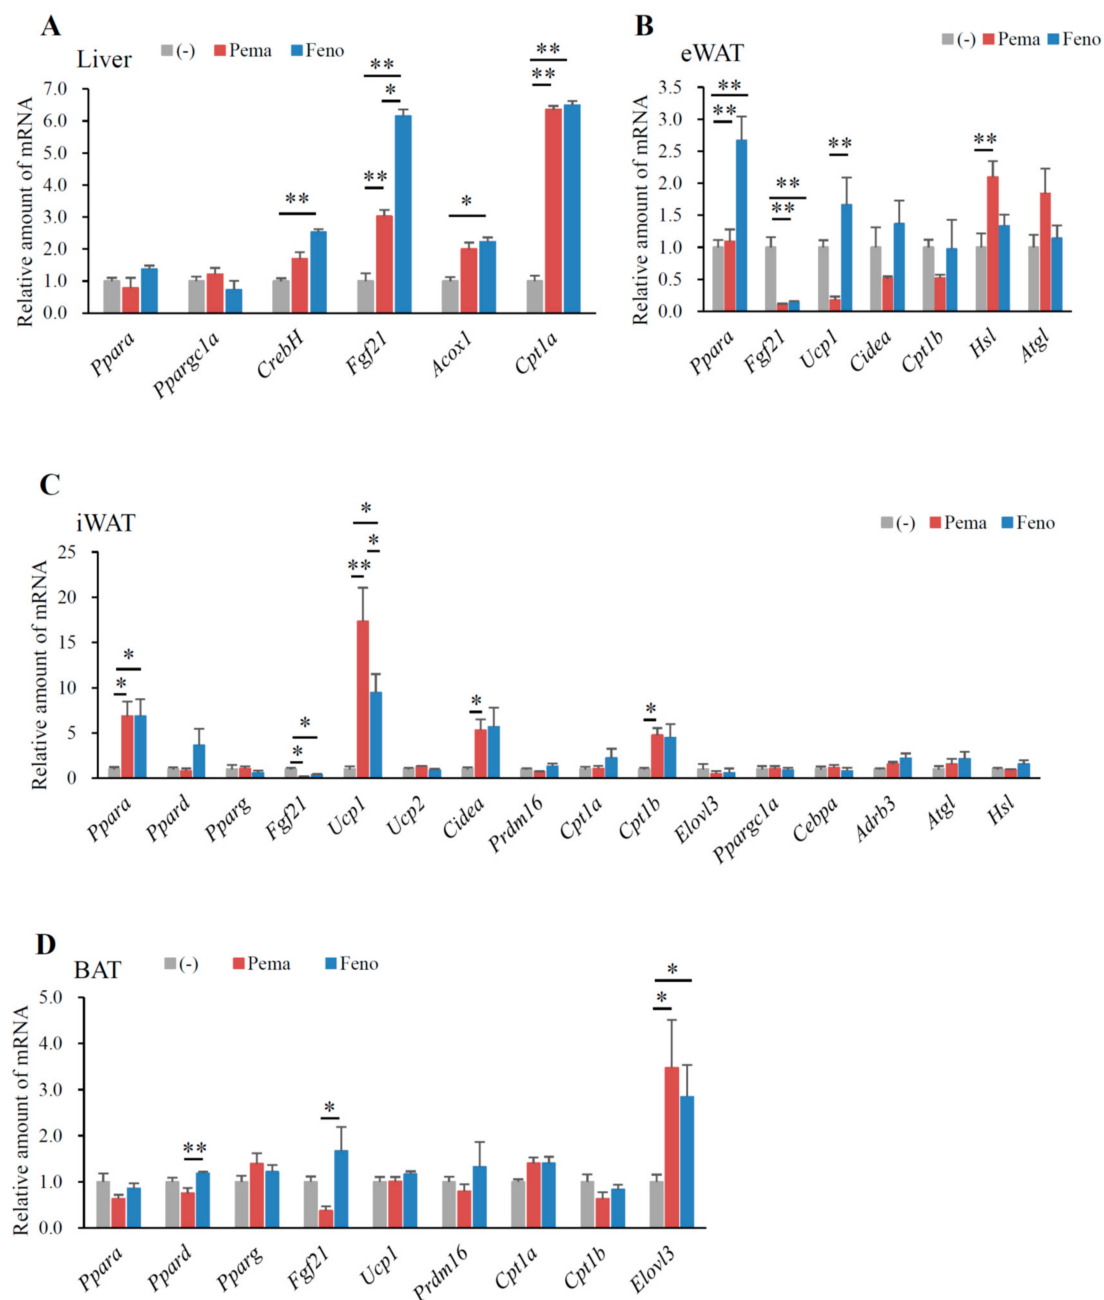 A
Liver
(-) Pema Feno
Relative amount of mRNA
7.0
6.0
5.0
4.0
3.0
2.0
1.0
0.0
** ** * ** * ** **
Ppara Ppargc1a CrebH Fgf21 Acox1 Cpt1a
B
eWAT
(-) Pema Feno
Relative amount of mRNA
3.5
3.0
2.5
2.0
1.5
1.0
0.5
0.0
** ** ** ** ** **
Ppara Fgf21 Ucp1 Cidea Cpt1b Hsl Atgl
C
iWAT
(-) Pema Feno
Relative amount of mRNA
25
20
15
10
5
0
* * * * * * ** * *
Ppara Ppard Pparg Fgf21 Ucp1 Ucp2 Cidea Prdm16 Cpt1a Cpt1b Elovl3 Ppargc1a Cebpa Adrb3 Atgl Hsl
D
BAT
(-) Pema Feno
Relative amount of mRNA
5.0
4.0
3.0
2.0
1.0
0.0
** * * *
Ppara Ppard Pparg Fgf21 Ucp1 Prdm16 Cpt1a Cpt1b Elovl3